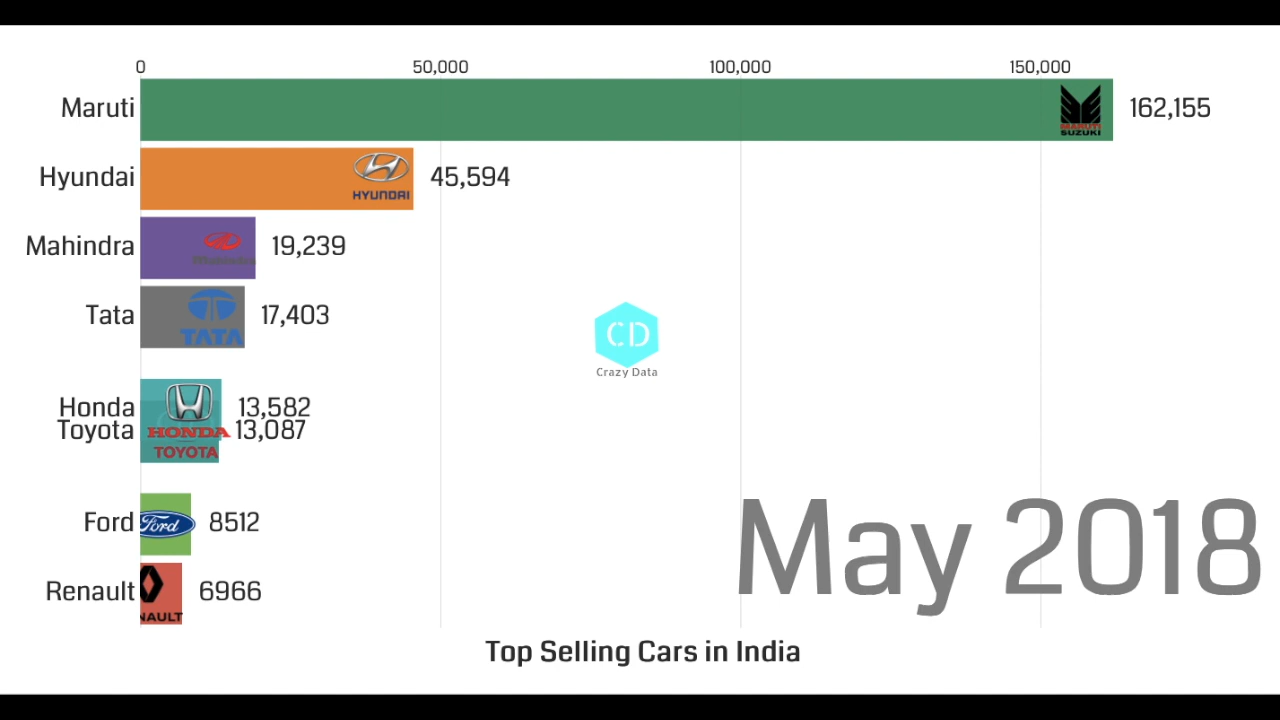 0 50,000 100,000 150,000
Maruti MARUTI SUZUKI 162,155
Hyundai HYUNDAI 45,594
Mahindra Mahindra 19,239
Tata TATA 17,403
CD
Crazy Data
Honda HONDA 13,582
Toyota TOYOTA 13,087
Ford Ford 8512
Renault NAULT 6966
May 2018
Top Selling Cars in India